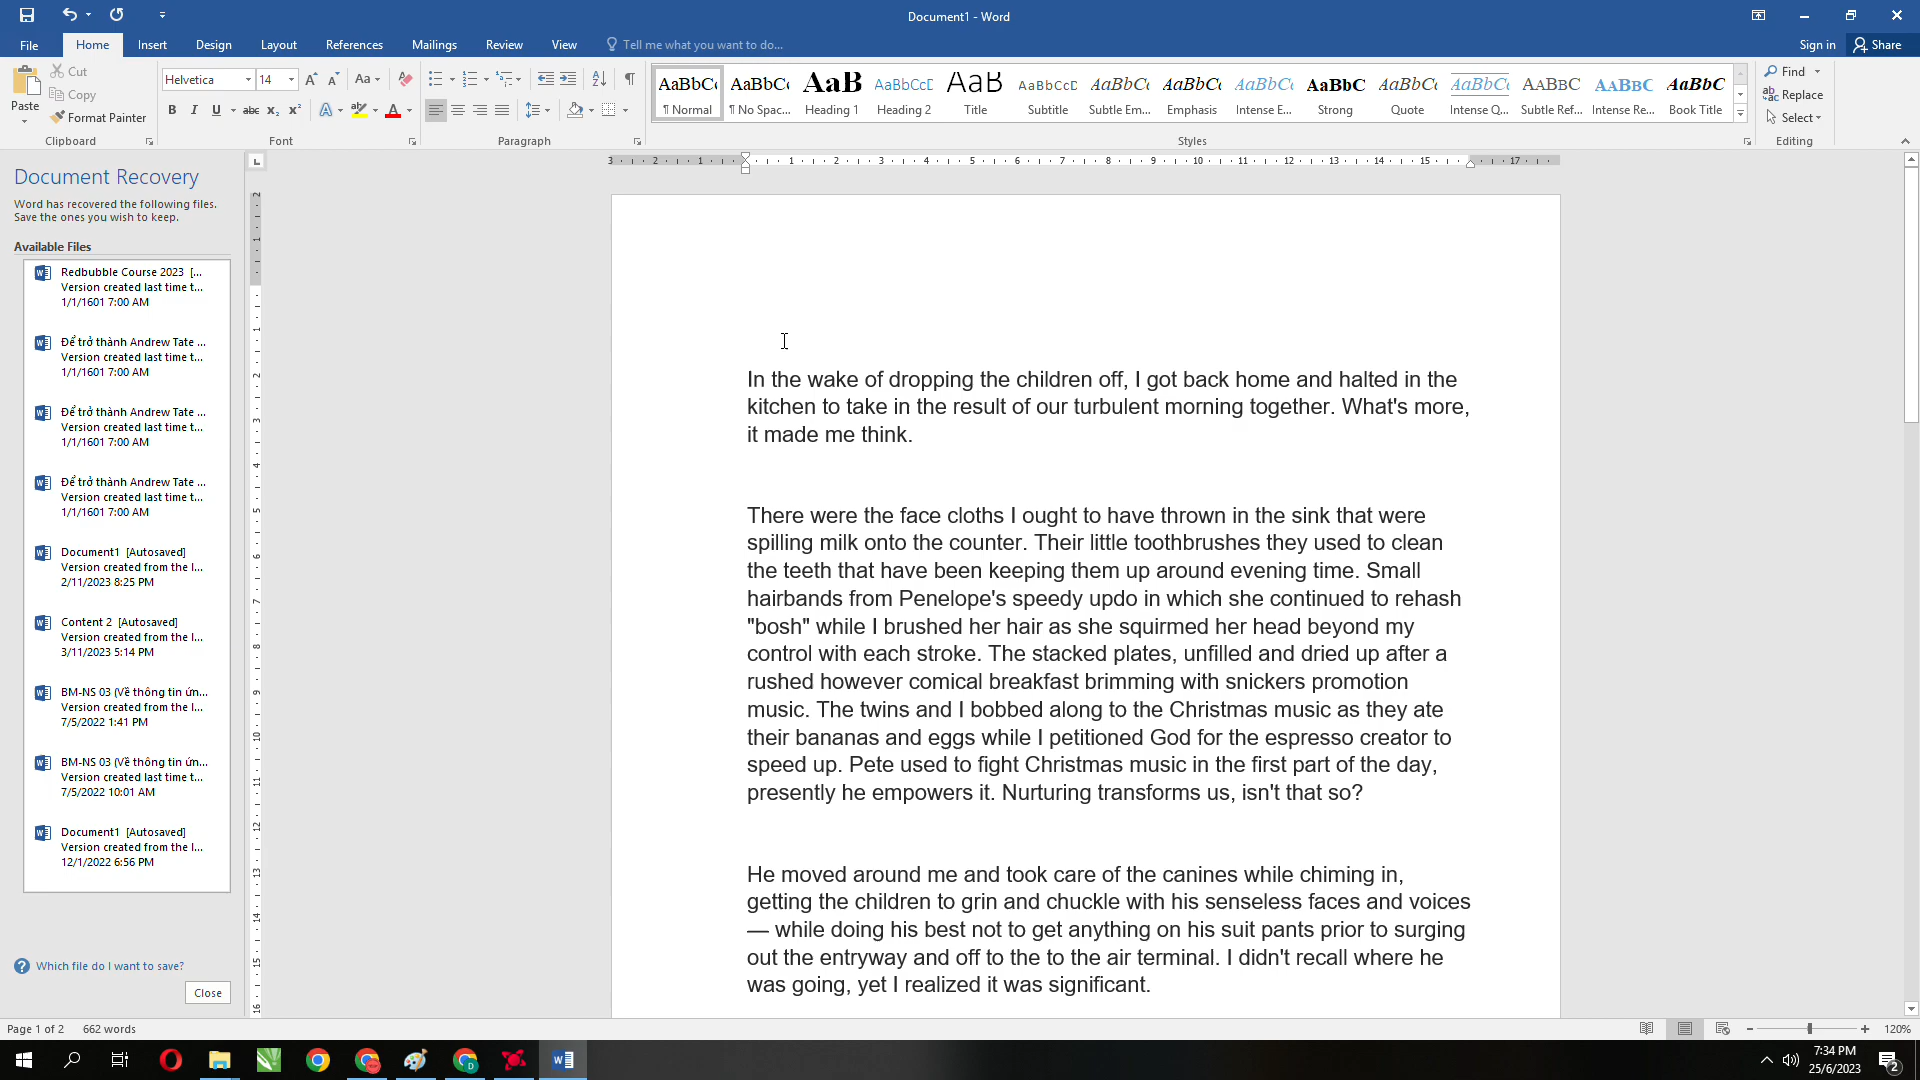 Document1 - Word
File
Home
Insert
Design
Layout
References
Mailings
Review
View
Tell me what you want to do...
Sign in
Share
Paste
Cut
Copy
Format Painter
Clipboard
Helvetica
14
Font
Paragraph
AaBbC
¶ Normal
AaBbC
¶ No Spac...
AaB
Heading 1
AaBbCcD
Heading 2
AaB
Title
AaBbCcD
Subtitle
AaBbC
Subtle Em...
AaBbC
Emphasis
AaBbC
Intense E...
AaBbC
Strong
AaBbC
Quote
AaBbC
Intense Q...
AaBbC
Subtle Ref...
AaBbC
Intense Re...
AaBbC
Book Title
Styles
Find
Replace
Select
Editing
Document Recovery
Word has recovered the following files.
Save the ones you wish to keep.
Available Files
Redbubble Course 2023 [...
Version created last time t...
1/1/1601 7:00 AM
Để trở thành Andrew Tate ...
Version created last time t...
1/1/1601 7:00 AM
Để trở thành Andrew Tate ...
Version created last time t...
1/1/1601 7:00 AM
Để trở thành Andrew Tate ...
Version created last time t...
1/1/1601 7:00 AM
Document1 [Autosaved]
Version created from the l...
2/11/2023 8:25 PM
Content 2 [Autosaved]
Version created from the l...
3/11/2023 5:14 PM
BM-NS 03 (Về thông tin ứn...
Version created from the l...
7/5/2022 1:41 PM
BM-NS 03 (Về thông tin ứn...
Version created last time t...
7/5/2022 10:01 AM
Document1 [Autosaved]
Version created from the l...
12/1/2022 6:56 PM
Which file do I want to save?
Close
In the wake of dropping the children off, I got back home and halted in the
kitchen to take in the result of our turbulent morning together. What's more,
it made me think.
There were the face cloths I ought to have thrown in the sink that were
spilling milk onto the counter. Their little toothbrushes they used to clean
the teeth that have been keeping them up around evening time. Small
hairbands from Penelope's speedy updo in which she continued to rehash
"bosh" while I brushed her hair as she squirmed her head beyond my
control with each stroke. The stacked plates, unfilled and dried up after a
rushed however comical breakfast brimming with snickers promotion
music. The twins and I bobbed along to the Christmas music as they ate
their bananas and eggs while I petitioned God for the espresso creator to
speed up. Pete used to fight Christmas music in the first part of the day,
presently he empowers it. Nurturing transforms us, isn't that so?
He moved around me and took care of the canines while chiming in,
getting the children to grin and chuckle with his senseless faces and voices
— while doing his best not to get anything on his suit pants prior to surging
out the entryway and off to the to the air terminal. I didn't recall where he
was going, yet I realized it was significant.
Page 1 of 2
662 words
120%
7:34 PM
25/6/2023
2